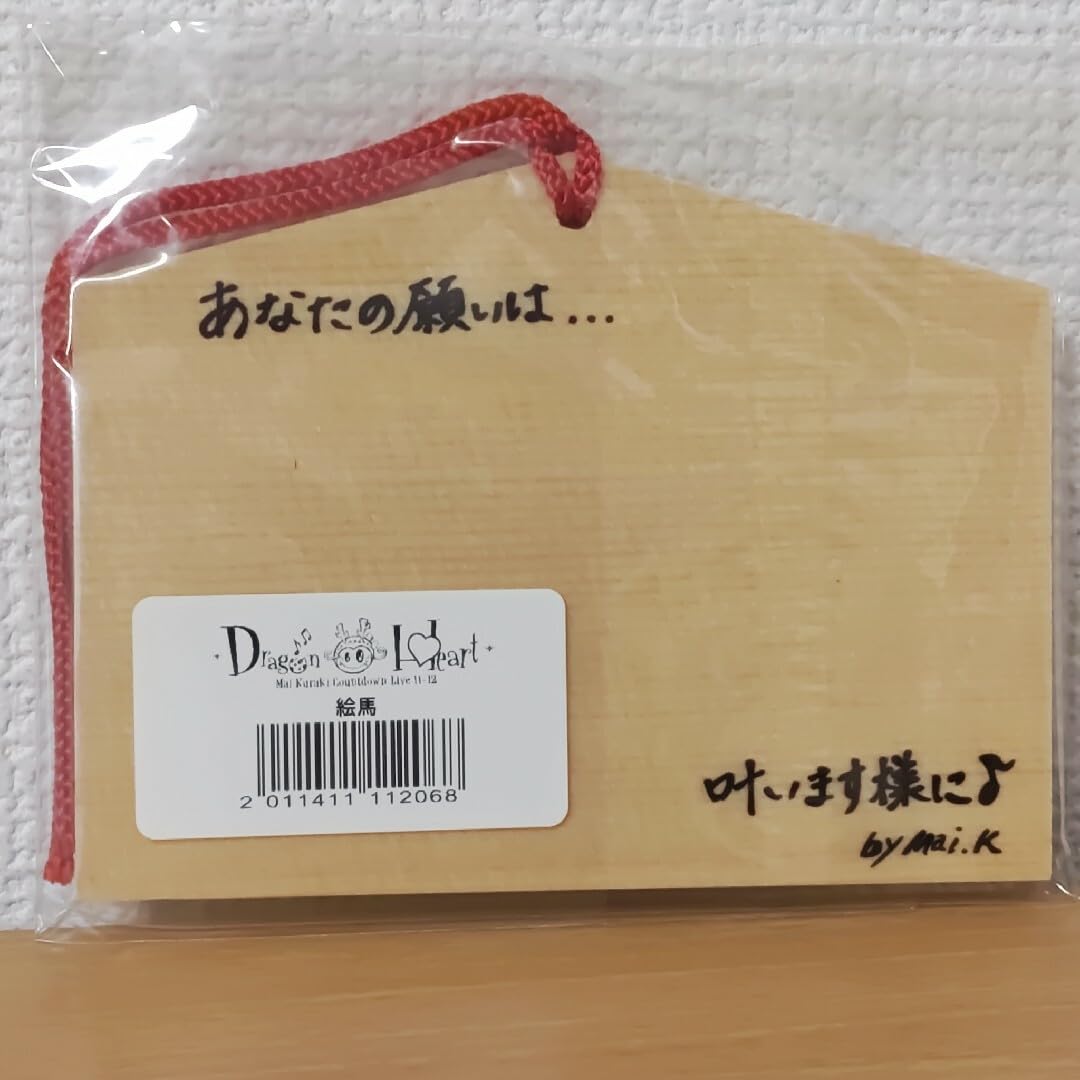 あなたの願いは...
Dragon Heart
Mai Kuraki Countdown Live 11-12
絵馬
2 011411 112068
叶います様に♪
by Mai.K